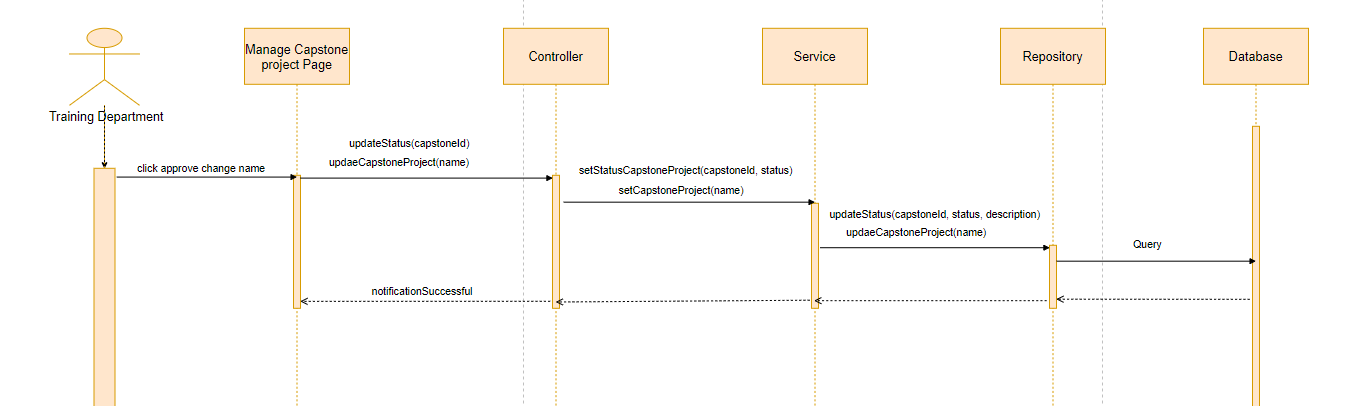 Manage Capstone
project Page
Controller
Service
Repository
Database
Training Department
updateStatus(capstoneId)
updaeCapstoneProject(name)
click approve change name
setStatusCapstoneProject(capstoneId, status)
setCapstoneProject(name)
updateStatus(capstoneId, status, description)
updaeCapstoneProject(name)
Query
notificationSuccessful